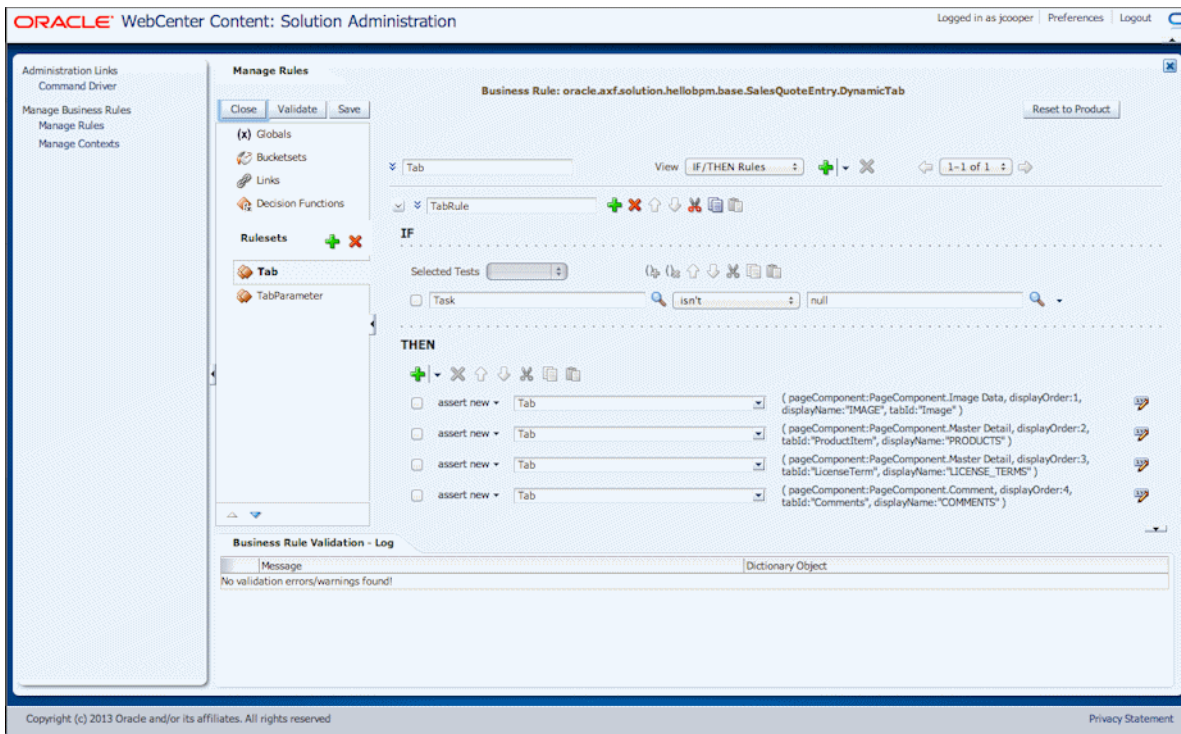 ORACLE WebCenter Content: Solution Administration
Logged in as jcooper Preferences Logout
Administration Links
Command Driver
Manage Business Rules
Manage Rules
Manage Contexts
Manage Rules
Business Rule: oracle.axf.solution.hellobpm.base.SalesQuoteEntry.DynamicTab
Close Validate Save
Reset to Product
(x) Globals
Bucketsets
Links
Decision Functions
Rulesets
Tab
TabParameter
Tab View IF/THEN Rules 1-1 of 1
TabRule
IF
Selected Tests
Task isn't null
THEN
assert new Tab ( pageComponent:PageComponent.Image Data, displayOrder:1,
displayName:"IMAGE", tabId:"Image" )
assert new Tab ( pageComponent:PageComponent.Master Detail, displayOrder:2,
tabId:"ProductItem", displayName:"PRODUCTS" )
assert new Tab ( pageComponent:PageComponent.Master Detail, displayOrder:3,
tabId:"LicenseTerm", displayName:"LICENSE_TERMS" )
assert new Tab ( pageComponent:PageComponent.Comment, displayOrder:4,
tabId:"Comments", displayName:"COMMENTS" )
Business Rule Validation - Log
Message Dictionary Object
No validation errors/warnings found!
Copyright (c) 2013 Oracle and/or its affiliates. All rights reserved
Privacy Statement